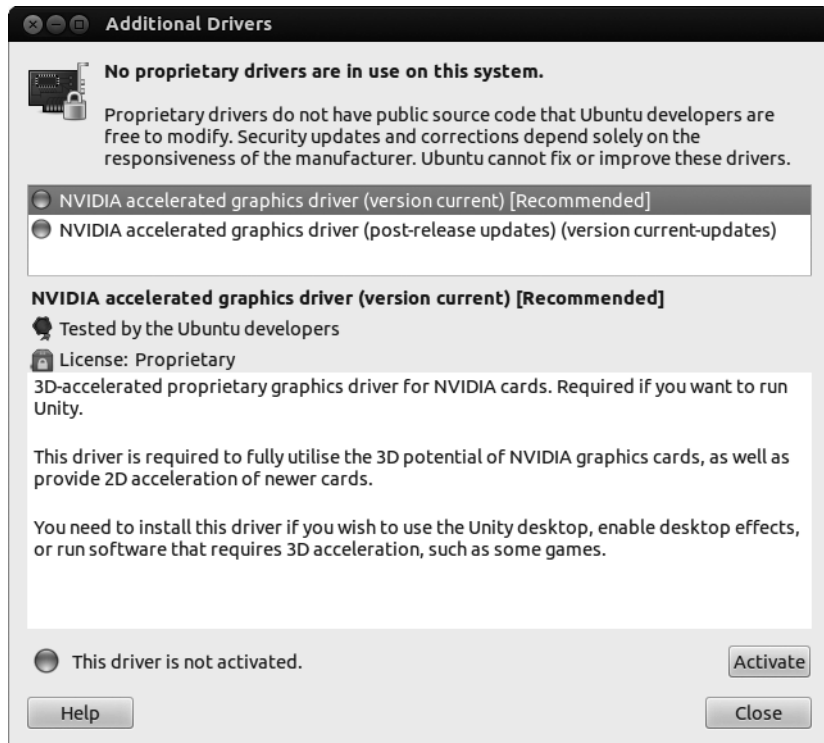 Additional Drivers
No proprietary drivers are in use on this system.
Proprietary drivers do not have public source code that Ubuntu developers are
free to modify. Security updates and corrections depend solely on the
responsiveness of the manufacturer. Ubuntu cannot fix or improve these drivers.
NVIDIA accelerated graphics driver (version current) [Recommended]
NVIDIA accelerated graphics driver (post-release updates) (version current-updates)
NVIDIA accelerated graphics driver (version current) [Recommended]
Tested by the Ubuntu developers
License: Proprietary
3D-accelerated proprietary graphics driver for NVIDIA cards. Required if you want to run
Unity.
This driver is required to fully utilise the 3D potential of NVIDIA graphics cards, as well as
provide 2D acceleration of newer cards.
You need to install this driver if you wish to use the Unity desktop, enable desktop effects,
or run software that requires 3D acceleration, such as some games.
This driver is not activated.
Activate
Help
Close